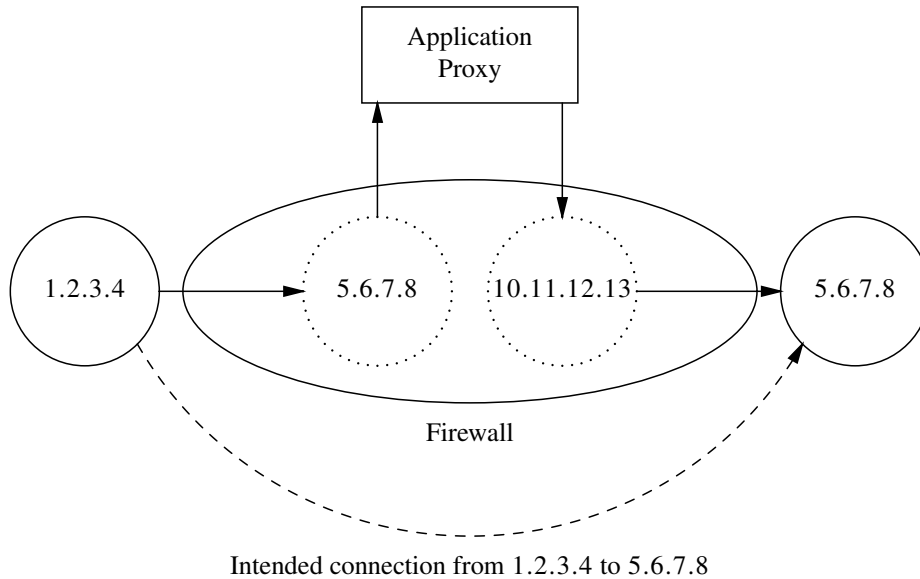 Application
Proxy
1.2.3.4
5.6.7.8
10.11.12.13
5.6.7.8
Firewall
Intended connection from 1.2.3.4 to 5.6.7.8